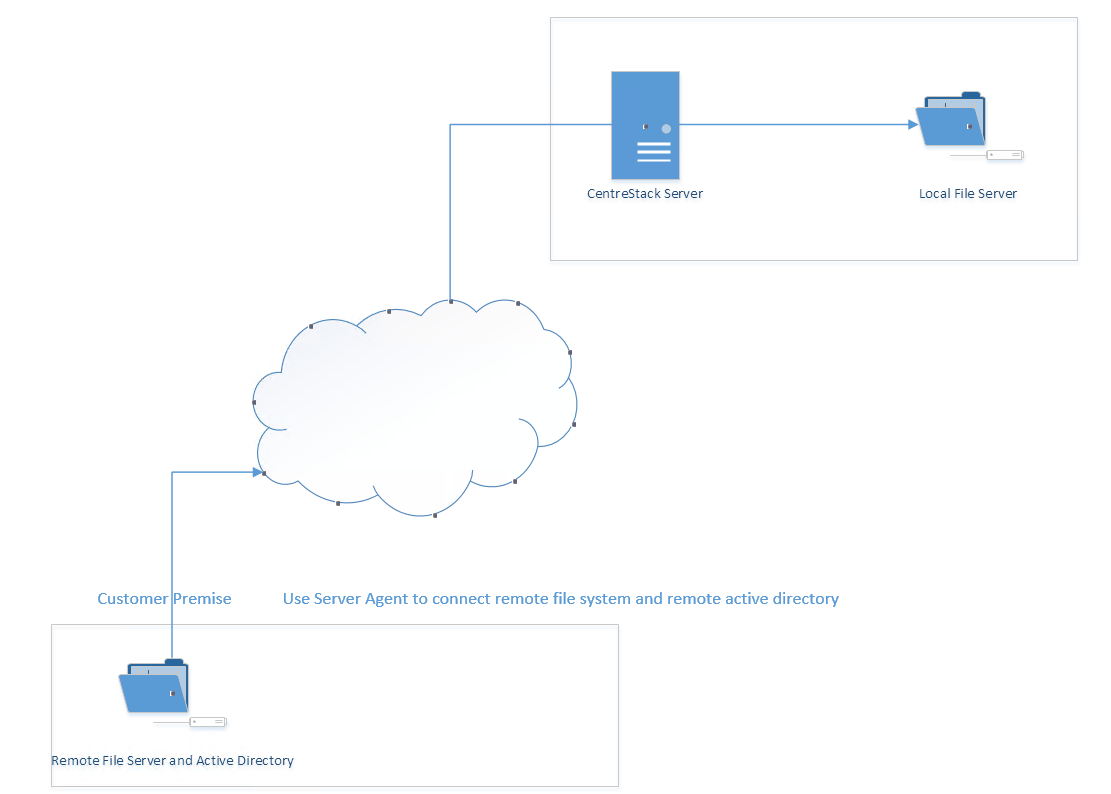 CentreStack Server
Local File Server
Customer Premise
Use Server Agent to connect remote file system and remote active directory
Remote File Server and Active Directory